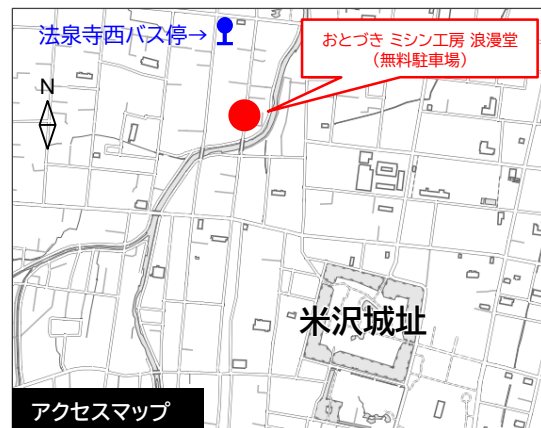 法泉寺西バス停→
おとづき ミシン工房 浪漫堂
（無料駐車場）
N
米沢城址
アクセスマップ